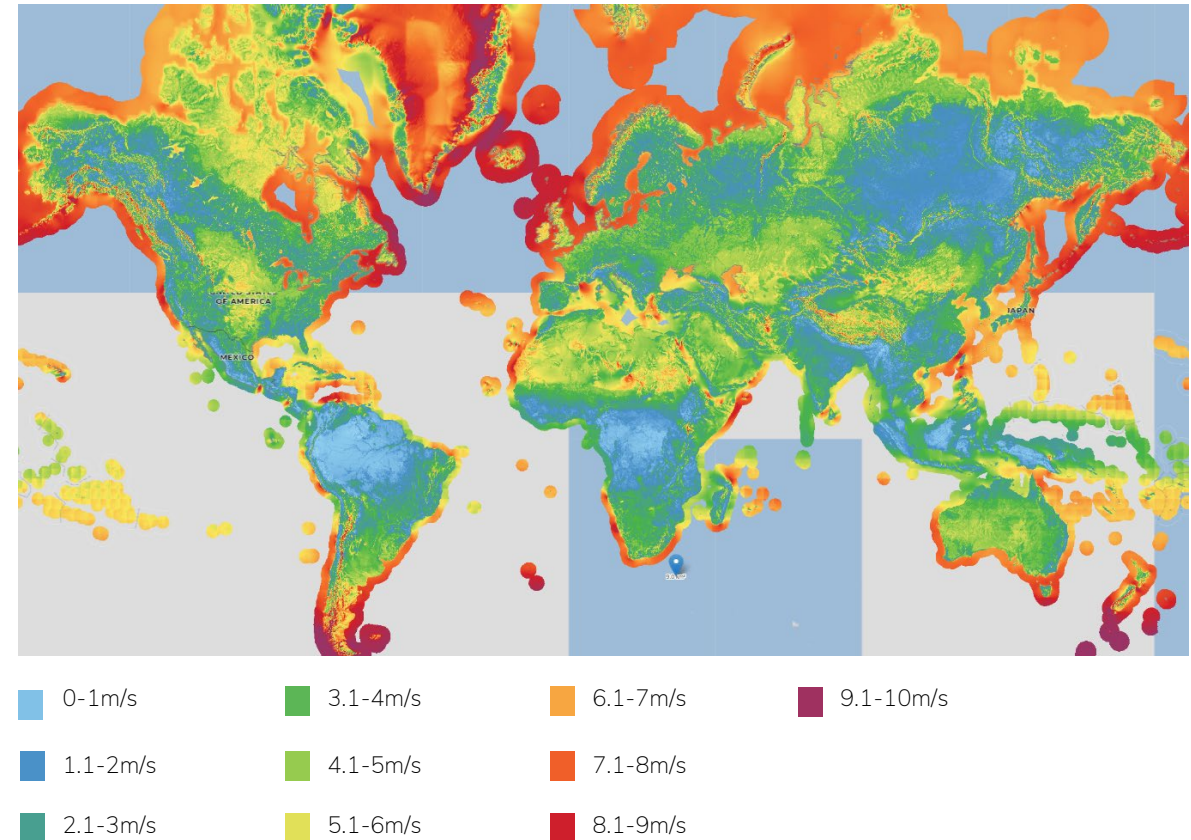 OF AMERICA
MEXICO
JAPAN
0-1m/s
3.1-4m/s
6.1-7m/s
9.1-10m/s
1.1-2m/s
4.1-5m/s
7.1-8m/s
2.1-3m/s
5.1-6m/s
8.1-9m/s